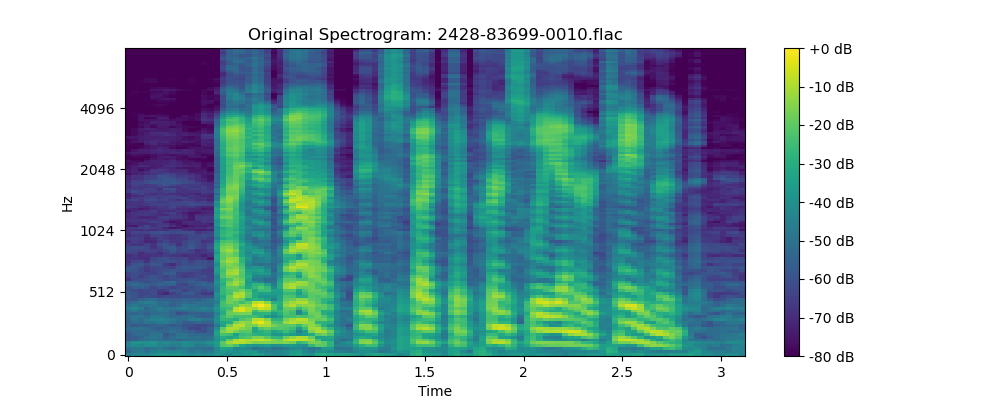 Original Spectrogram: 2428-83699-0010.flac
Hz
4096
2048
1024
512
0
0 0.5 1 1.5 2 2.5 3
Time
+0 dB
-10 dB
-20 dB
-30 dB
-40 dB
-50 dB
-60 dB
-70 dB
-80 dB